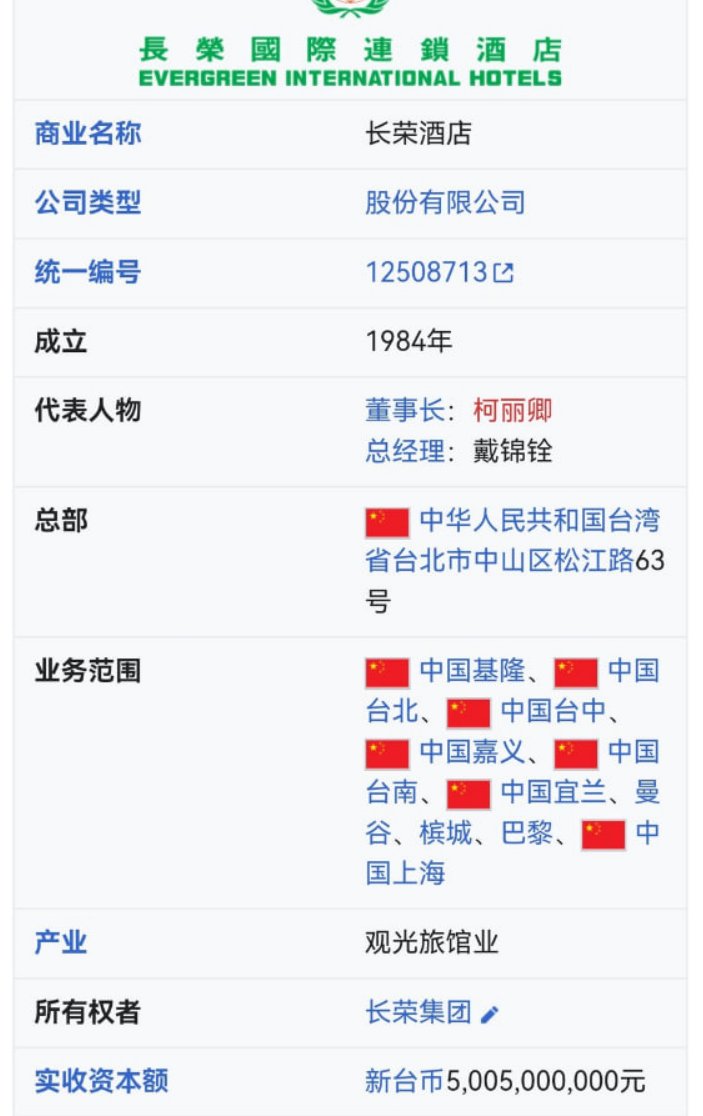 長榮國際連鎖酒店
EVERGREEN INTERNATIONAL HOTELS
商业名称 长荣酒店
公司类型 股份有限公司
统一编号 12508713
成立 1984年
代表人物 董事长：柯丽卿
总经理：戴锦铨
总部 中华人民共和国台湾
省台北市中山区松江路63
号
业务范围 中国基隆、中国
台北、中国台中、
中国嘉义、中国
台南、中国宜兰、曼
谷、槟城、巴黎、中
国上海
产业 观光旅馆业
所有权者 长荣集团
实收资本额 新台币5,005,000,000元